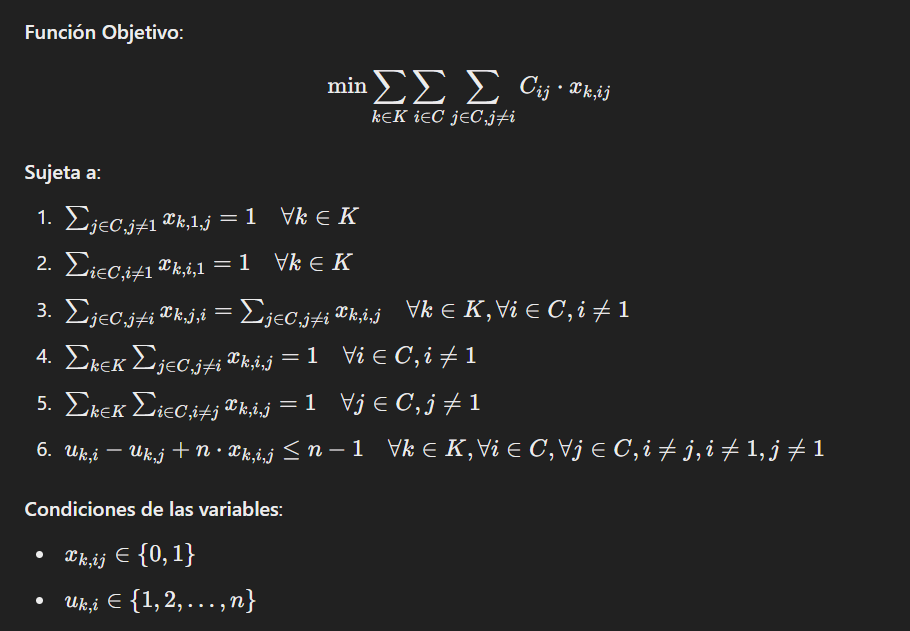 Función Objetivo:
min ∑_{k∈K} ∑_{i∈C} ∑_{j∈C,j≠i} C_{ij} · x_{k,ij}
Sujeta a:
1. ∑_{j∈C,j≠1} x_{k,1,j} = 1 ∀k ∈ K
2. ∑_{i∈C,i≠1} x_{k,i,1} = 1 ∀k ∈ K
3. ∑_{j∈C,j≠i} x_{k,j,i} = ∑_{j∈C,j≠i} x_{k,i,j} ∀k ∈ K, ∀i ∈ C, i ≠ 1
4. ∑_{k∈K} ∑_{j∈C,j≠i} x_{k,i,j} = 1 ∀i ∈ C, i ≠ 1
5. ∑_{k∈K} ∑_{i∈C,i≠j} x_{k,i,j} = 1 ∀j ∈ C, j ≠ 1
6. u_{k,i} − u_{k,j} + n · x_{k,i,j} ≤ n − 1 ∀k ∈ K, ∀i ∈ C, ∀j ∈ C, i ≠ j, i ≠ 1, j ≠ 1
Condiciones de las variables:
• x_{k,ij} ∈ {0, 1}
• u_{k,i} ∈ {1, 2, …, n}